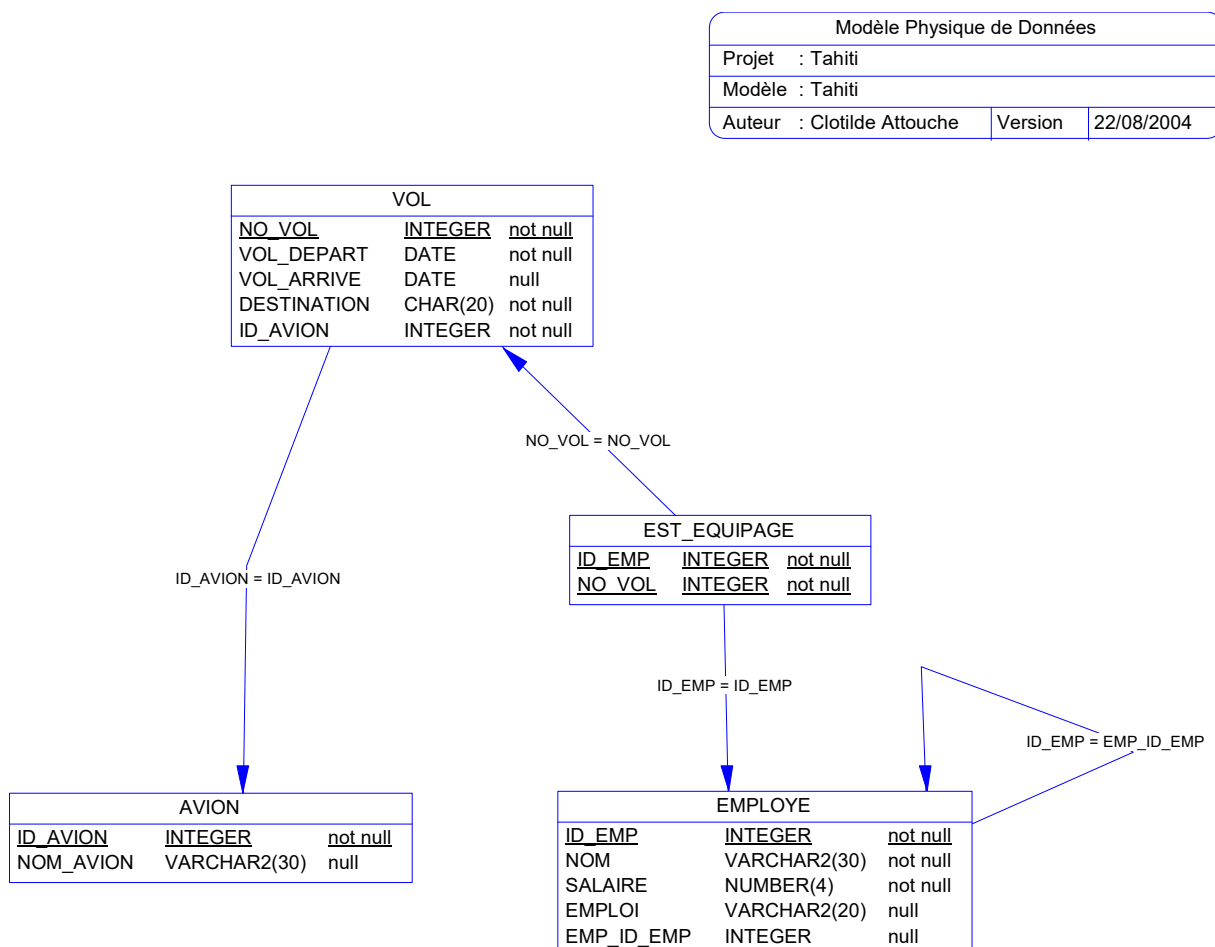 Modèle Physique de Données
Projet : Tahiti
Modèle : Tahiti
Auteur : Clotilde Attouche Version 22/08/2004
VOL
NO_VOL INTEGER not null
VOL_DEPART DATE not null
VOL_ARRIVE DATE null
DESTINATION CHAR(20) not null
ID_AVION INTEGER not null
NO_VOL = NO_VOL
EST_EQUIPAGE
ID_EMP INTEGER not null
NO_VOL INTEGER not null
ID_AVION = ID_AVION
ID_EMP = ID_EMP
ID_EMP = EMP_ID_EMP
AVION
ID_AVION INTEGER not null
NOM_AVION VARCHAR2(30) null
EMPLOYE
ID_EMP INTEGER not null
NOM VARCHAR2(30) not null
SALAIRE NUMBER(4) not null
EMPLOI VARCHAR2(20) null
EMP_ID_EMP INTEGER null